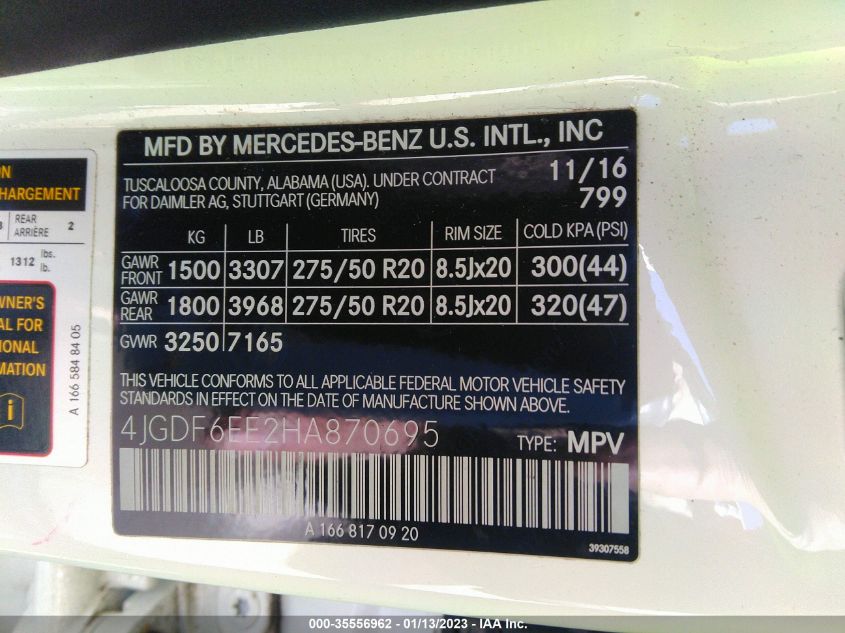 ON
HARGEMENT
REAR
ARRIÈRE 2
1312 lbs.
lb.
WNER'S
AL FOR
IONAL
MATION
A 166 584 84 05
MFD BY MERCEDES-BENZ U.S. INTL., INC
TUSCALOOSA COUNTY, ALABAMA (USA). UNDER CONTRACT 11/16
FOR DAIMLER AG, STUTTGART (GERMANY) 799
KG LB TIRES RIM SIZE COLD KPA (PSI)
GAWR FRONT 1500 3307 275/50 R20 8.5Jx20 300(44)
GAWR REAR 1800 3968 275/50 R20 8.5Jx20 320(47)
GVWR 3250 7165
THIS VEHICLE CONFORMS TO ALL APPLICABLE FEDERAL MOTOR VEHICLE SAFETY
STANDARDS IN EFFECT ON THE DATE OF MANUFACTURE SHOWN ABOVE.
4JGDF6EE2HA870695 TYPE: MPV
A 166 817 09 20
39307558
000-35556962 - 01/13/2023 - IAA Inc.